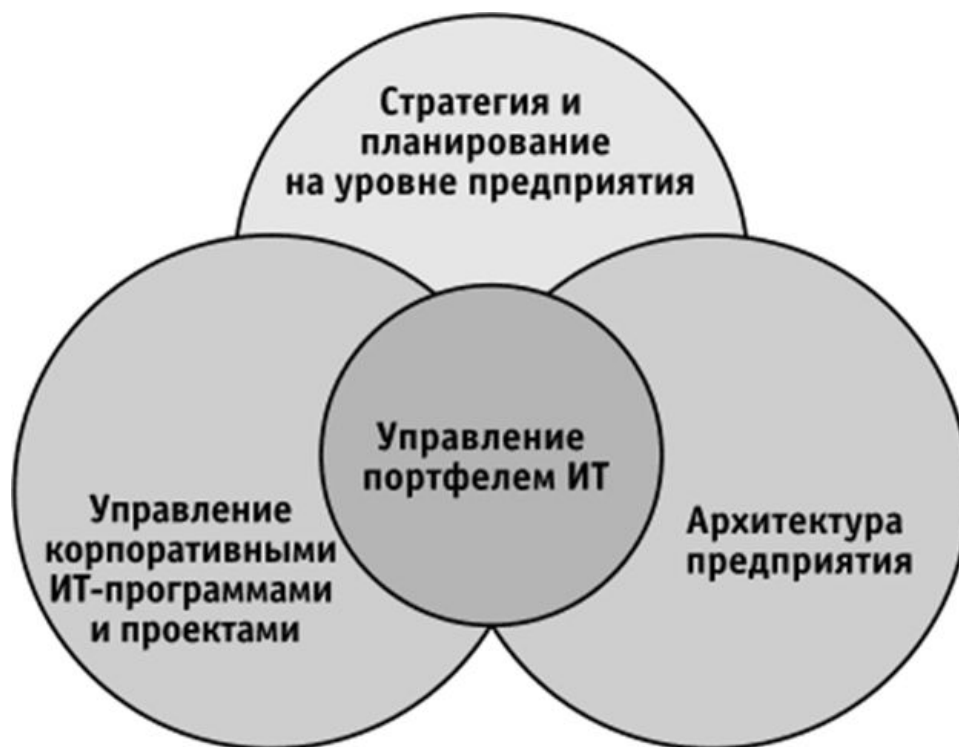 Стратегия и
планирование
на уровне предприятия
Управление
портфелем ИТ
Управление
корпоративными
ИТ-программами
и проектами
Архитектура
предприятия